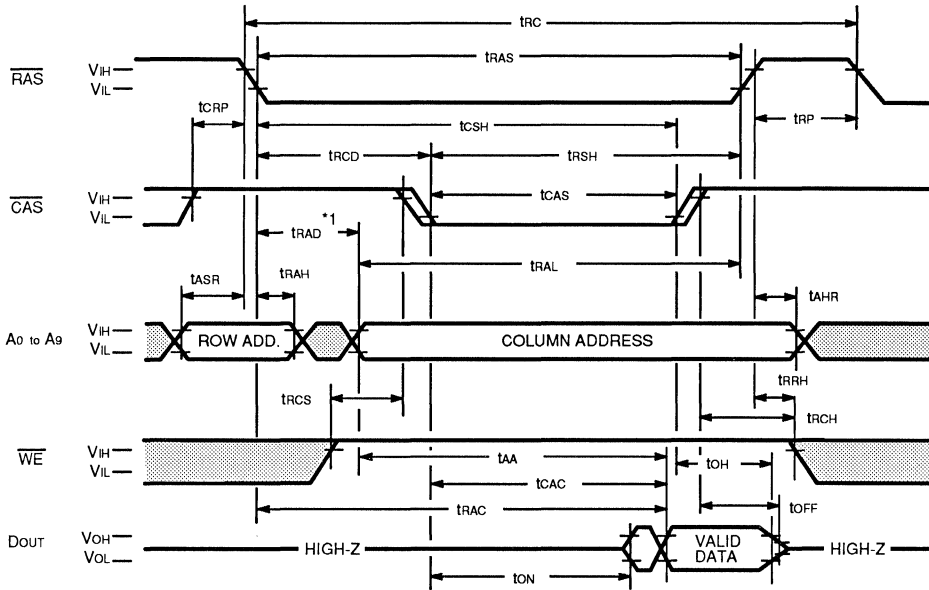 tRC
tRAS
RAS
VIH
VIL
tCRP
tCSH
tRP
tRCD
tRSH
CAS
VIH
VIL
tCAS
*1
tRAD
tRAL
tASR
tRAH
tAHR
A0 to A9
VIH
VIL
ROW ADD.
COLUMN ADDRESS
tRCS
tRRH
tRCH
WE
VIH
VIL
tAA
tOH
tCAC
tRAC
tOFF
DOUT
VOH
VOL
HIGH-Z
VALID
DATA
HIGH-Z
tON